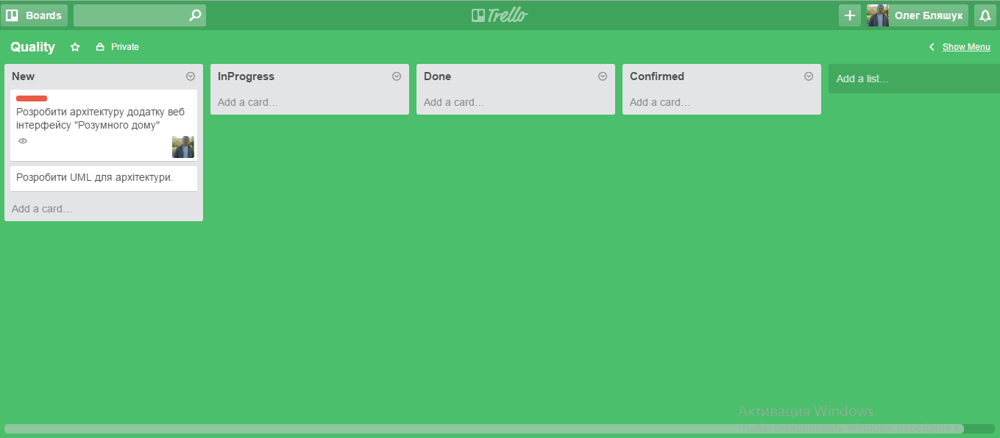 Boards
Trello
Олег Бляшук
Quality
Private
Show Menu
New
Розробити архітектуру додатку веб
інтерфейсу "Розумного дому"
Розробити UML для архітектури.
Add a card…
InProgress
Add a card…
Done
Add a card…
Confirmed
Add a card…
Add a list…
Активация Windows
Чтобы активировать Windows, перейдите в